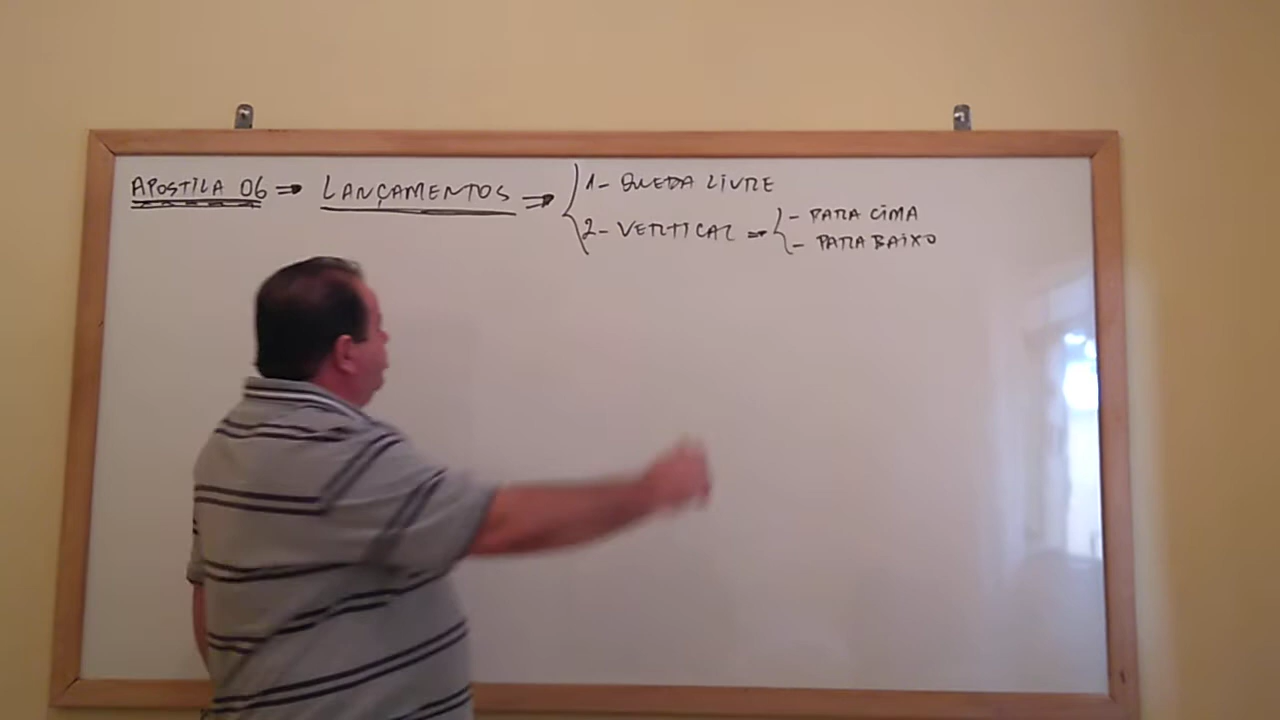 APOSTILA 06 ⇒ LANÇAMENTOS ⇒
1- QUEDA LIVRE
2- VERTICAL ⇒
- PARA CIMA
- PARA BAIXO